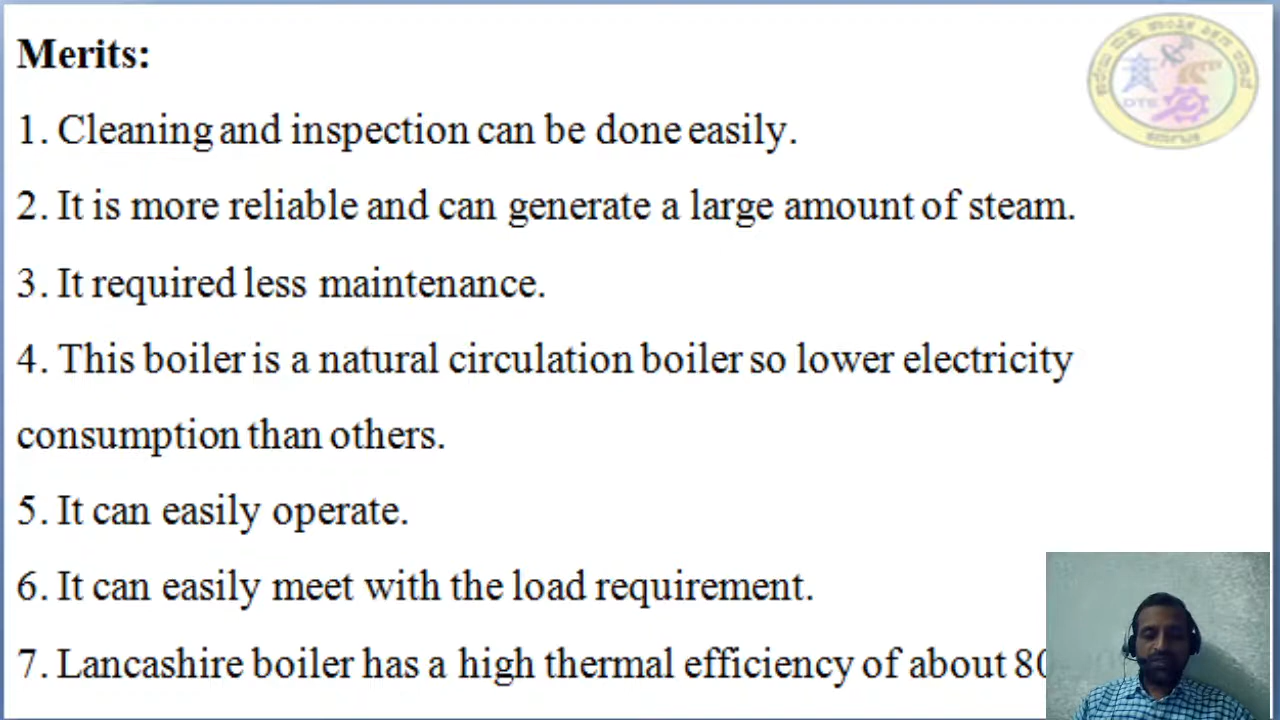 Merits:
1. Cleaning and inspection can be done easily.
2. It is more reliable and can generate a large amount of steam.
3. It required less maintenance.
4. This boiler is a natural circulation boiler so lower electricity
consumption than others.
5. It can easily operate.
6. It can easily meet with the load requirement.
7. Lancashire boiler has a high thermal efficiency of about
DTE